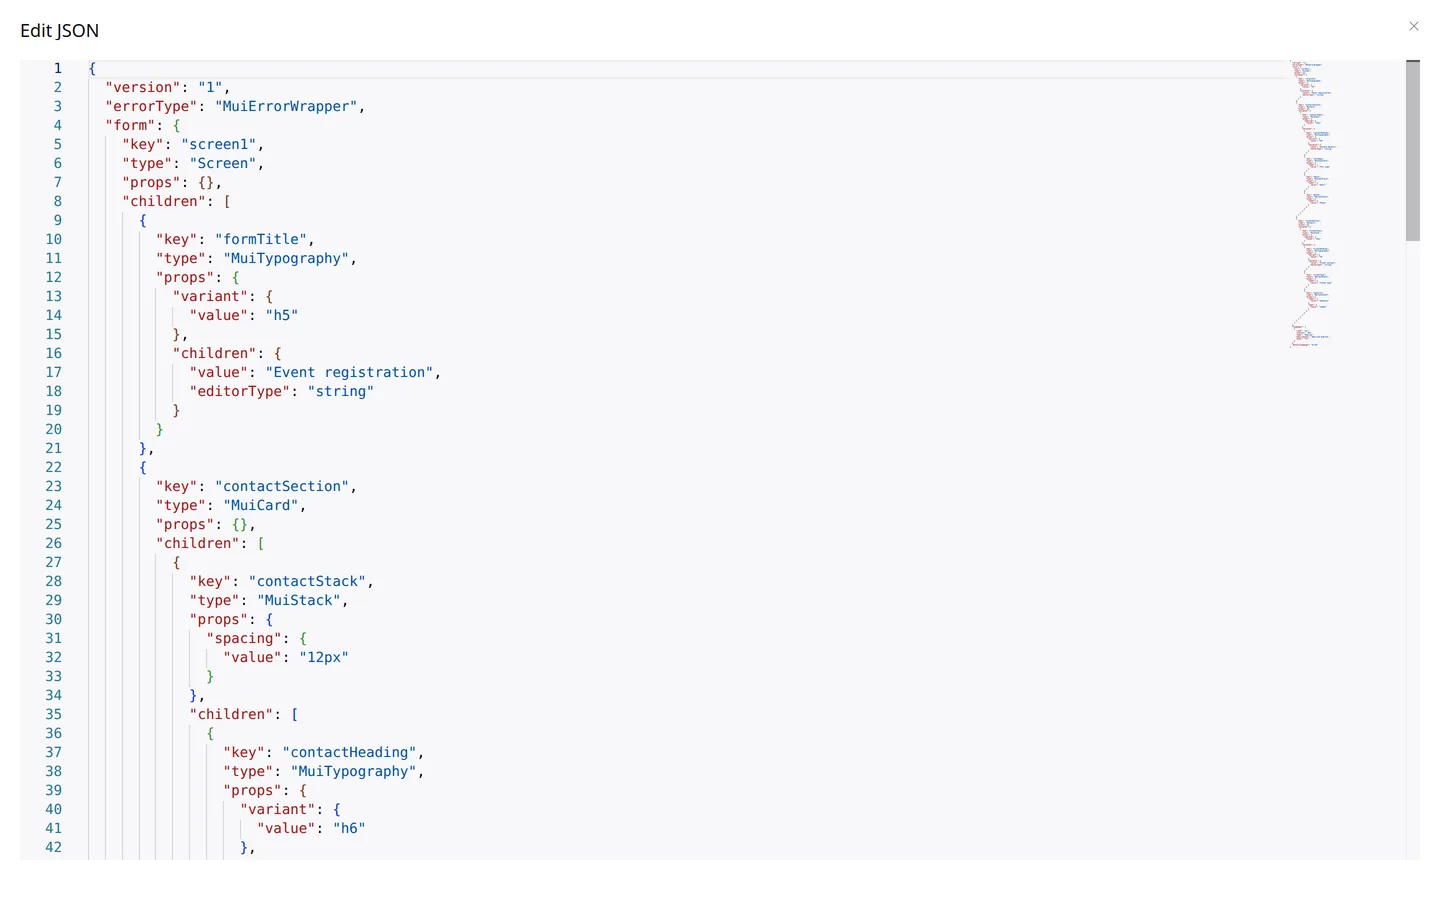 Edit JSON
1 {
2   "version": "1",
3   "errorType": "MuiErrorWrapper",
4   "form": {
5     "key": "screen1",
6     "type": "Screen",
7     "props": {},
8     "children": [
9       {
10         "key": "formTitle",
11         "type": "MuiTypography",
12         "props": {
13           "variant": {
14             "value": "h5"
15           },
16           "children": {
17             "value": "Event registration",
18             "editorType": "string"
19           }
20         }
21       },
22       {
23         "key": "contactSection",
24         "type": "MuiCard",
25         "props": {},
26         "children": [
27           {
28             "key": "contactStack",
29             "type": "MuiStack",
30             "props": {
31               "spacing": {
32                 "value": "12px"
33               }
34             },
35             "children": [
36               {
37                 "key": "contactHeading",
38                 "type": "MuiTypography",
39                 "props": {
40                   "variant": {
41                     "value": "h6"
42                   },